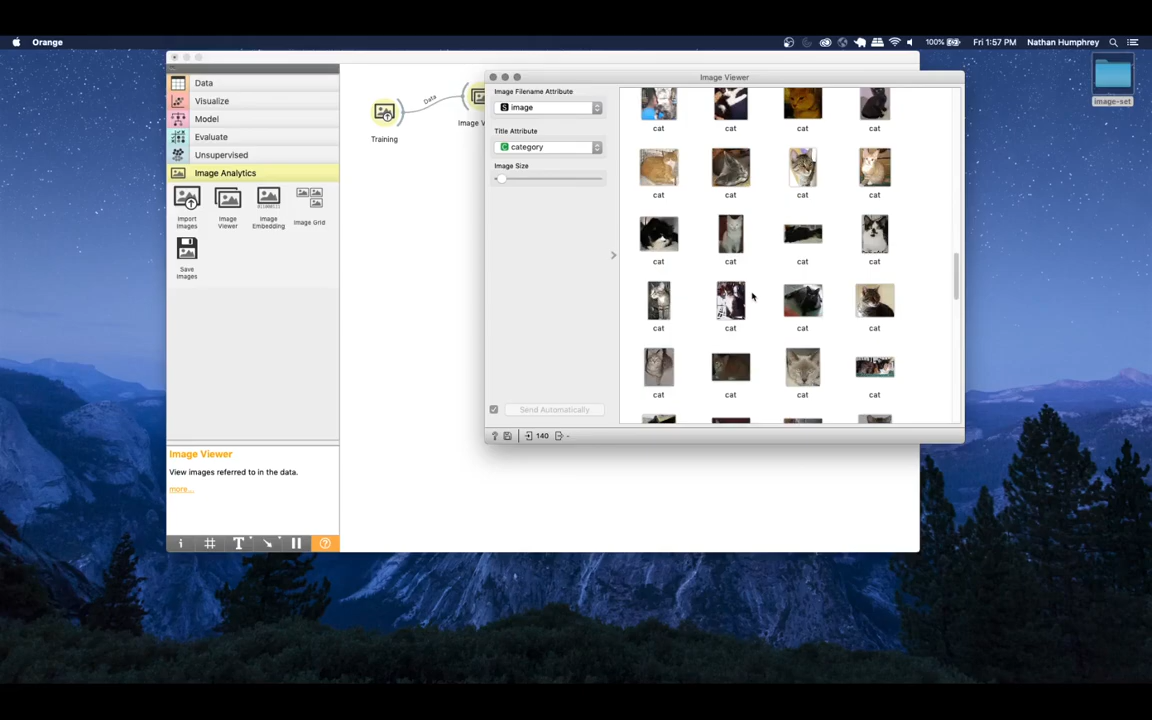 Orange
100%
Fri 1:57 PM
Nathan Humphrey
image-set
Data
Visualize
Model
Evaluate
Unsupervised
Image Analytics
Import Images
Image Viewer
Image Embedding
Image Grid
Save Images
Image Viewer
View images referred to in the data.
more...
Training
Data
Image V
Image Viewer
Image Filename Attribute
image
Title Attribute
category
Image Size
Send Automatically
140
-
cat cat cat cat
cat cat cat cat
cat cat cat cat
cat cat cat cat
cat cat cat cat